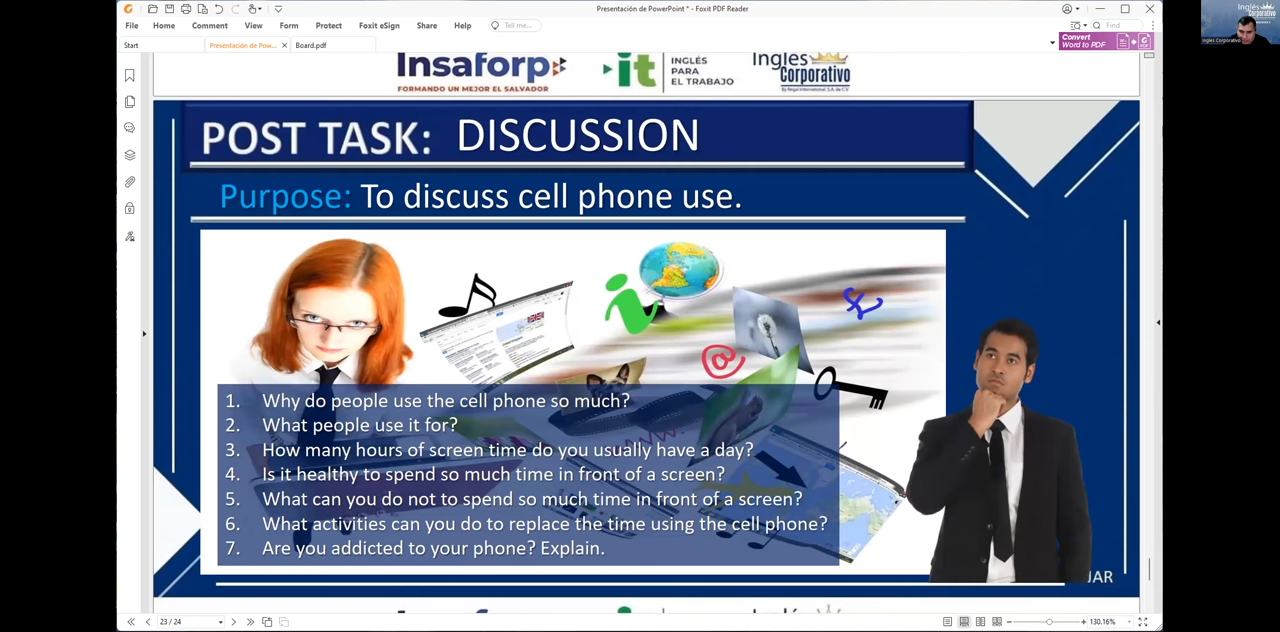 Presentación de PowerPoint * - Foxit PDF Reader
File Home Comment View Form Protect Foxit eSign Share Help Tell me... Find
Start Presentación de Pow... Board.pdf
Convert
Word to PDF
Insaforp
FORMANDO UN MEJOR EL SALVADOR
it
INGLÉS
PARA
EL TRABAJO
Inglés
Corporativo
POST TASK: DISCUSSION
Purpose: To discuss cell phone use.
1. Why do people use the cell phone so much?
2. What people use it for?
3. How many hours of screen time do you usually have a day?
4. Is it healthy to spend so much time in front of a screen?
5. What can you do not to spend so much time in front of a screen?
6. What activities can you do to replace the time using the cell phone?
7. Are you addicted to your phone? Explain.
JAR
23 / 24
130.16%
Inglés
Corporativo
Ingles Corporativo